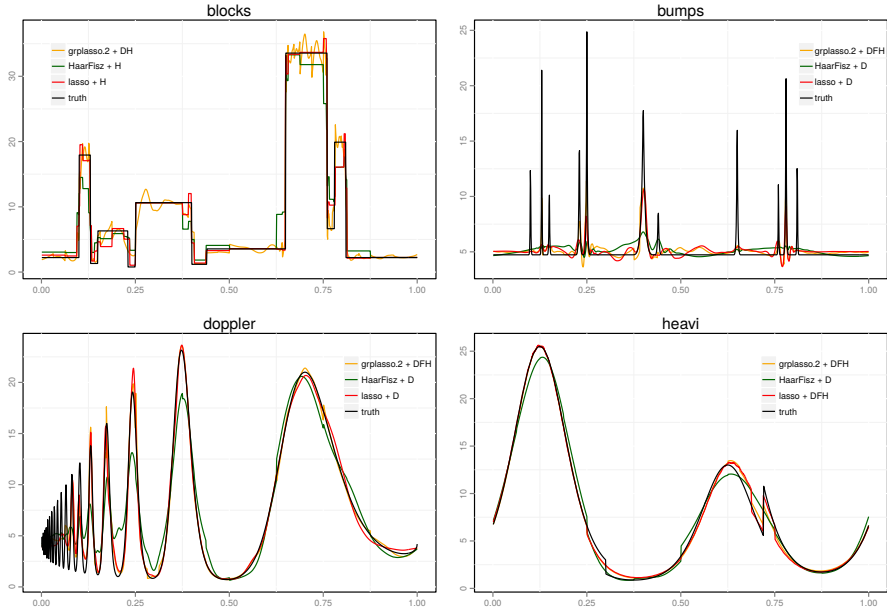 blocks
grplasso.2 + DH
HaarFisz + H
lasso + H
truth
0
10
20
30
0.00
0.25
0.50
0.75
1.00
bumps
grplasso.2 + DFH
HaarFisz + D
lasso + D
truth
5
10
15
20
25
0.00
0.25
0.50
0.75
1.00
doppler
grplasso.2 + DFH
HaarFisz + D
lasso + D
truth
0
5
10
15
20
0.00
0.25
0.50
0.75
1.00
heavi
grplasso.2 + DFH
HaarFisz + D
lasso + DFH
truth
0
5
10
15
20
25
0.00
0.25
0.50
0.75
1.00